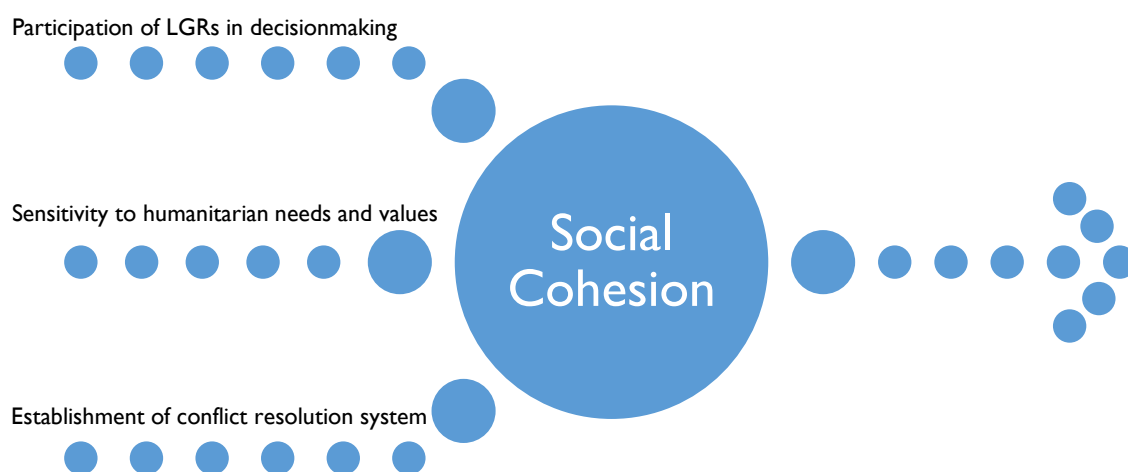 Participation of LGRs in decisionmaking
Sensitivity to humanitarian needs and values
Social
Cohesion
Establishment of conflict resolution system